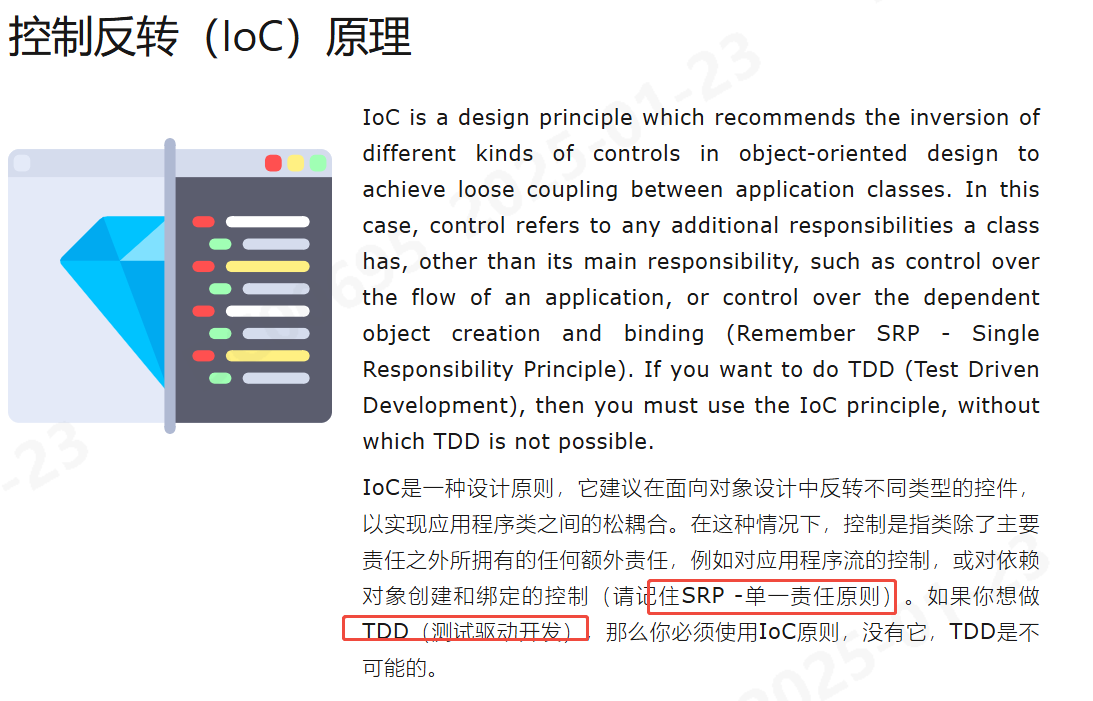 控制反转（IoC）原理
IoC is a design principle which recommends the inversion of
different kinds of controls in object-oriented design to
achieve loose coupling between application classes. In this
case, control refers to any additional responsibilities a class
has, other than its main responsibility, such as control over
the flow of an application, or control over the dependent
object creation and binding (Remember SRP - Single
Responsibility Principle). If you want to do TDD (Test Driven
Development), then you must use the IoC principle, without
which TDD is not possible.
IoC是一种设计原则，它建议在面向对象设计中反转不同类型的控件，
以实现应用程序类之间的松耦合。在这种情况下，控制是指类除了主要
责任之外所拥有的任何额外责任，例如对应用程序流的控制，或对依赖
对象创建和绑定的控制（请记住SRP -单一责任原则）。如果你想做
TDD（测试驱动开发），那么你必须使用IoC原则，没有它，TDD是不
可能的。
2025-01-23